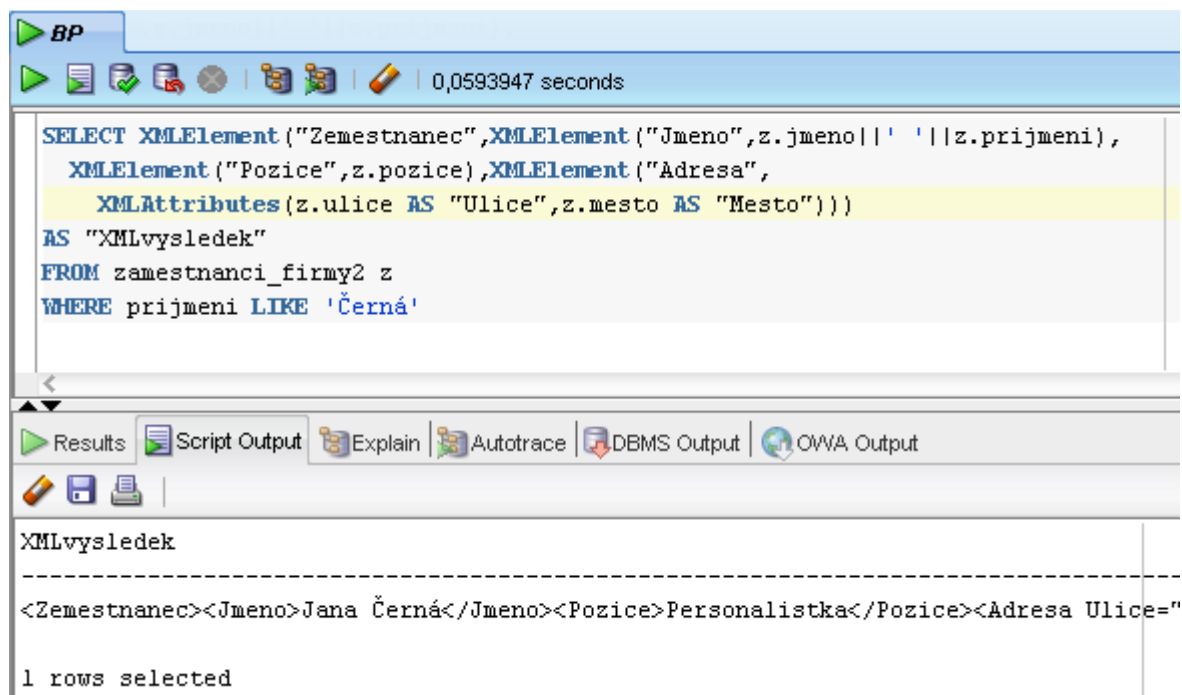 BP
0,0593947 seconds
SELECT XMLElement("Zemestnanec",XMLElement("Jmeno",z.jmeno||' '||z.prijmeni),
XMLElement("Pozice",z.pozice),XMLElement("Adresa",
XMLAttributes(z.ulice AS "Ulice",z.mesto AS "Mesto")))
AS "XMLvysledek"
FROM zamestnanci_firmy2 z
WHERE prijmeni LIKE 'Černá'
Results Script Output Explain Autotrace DBMS Output OWA Output
XMLvysledek
--------------------------------------------------------------------------------
<Zemestnanec><Jmeno>Jana Černá</Jmeno><Pozice>Personalistka</Pozice><Adresa Ulice="
1 rows selected